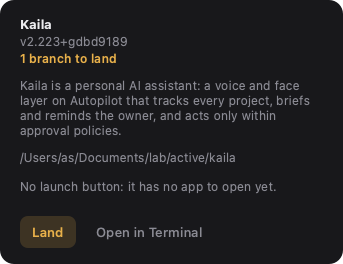 Kaila
v2.223+gdbd9189
1 branch to land
Kaila is a personal AI assistant: a voice and face
layer on Autopilot that tracks every project, briefs
and reminds the owner, and acts only within
approval policies.
/Users/as/Documents/lab/active/kaila
No launch button: it has no app to open yet.
Land
Open in Terminal